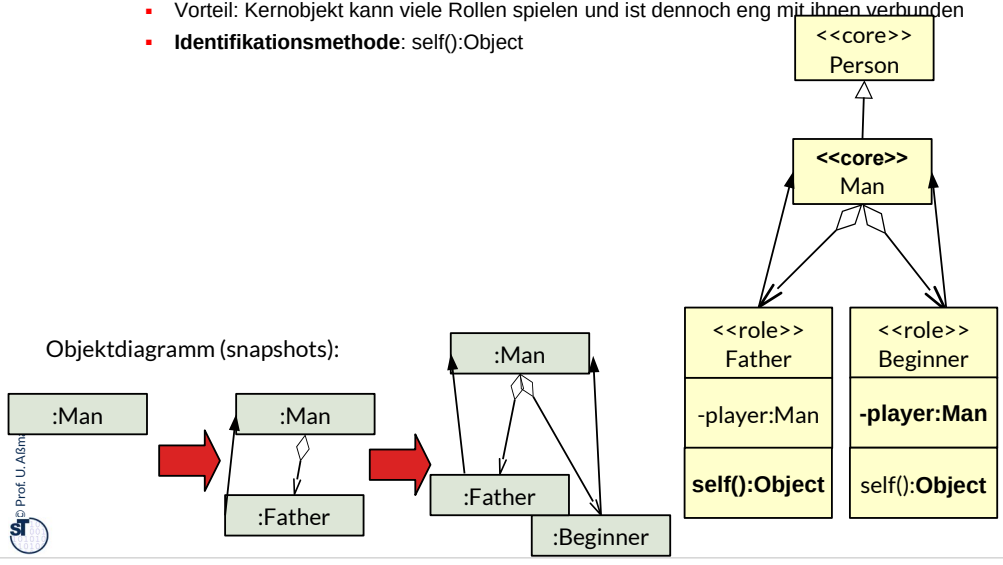 Vorteil: Kernobjekt kann viele Rollen spielen und ist dennoch eng mit ihnen verbunden
Identifikationsmethode: self():Object
<<core>>
Person
<<core>>
Man
<<role>>
Father
-player:Man
self():Object
<<role>>
Beginner
-player:Man
self():Object
Objektdiagramm (snapshots):
:Man
:Man
:Father
:Man
:Father
:Beginner
© Prof. U. Aßm
ST